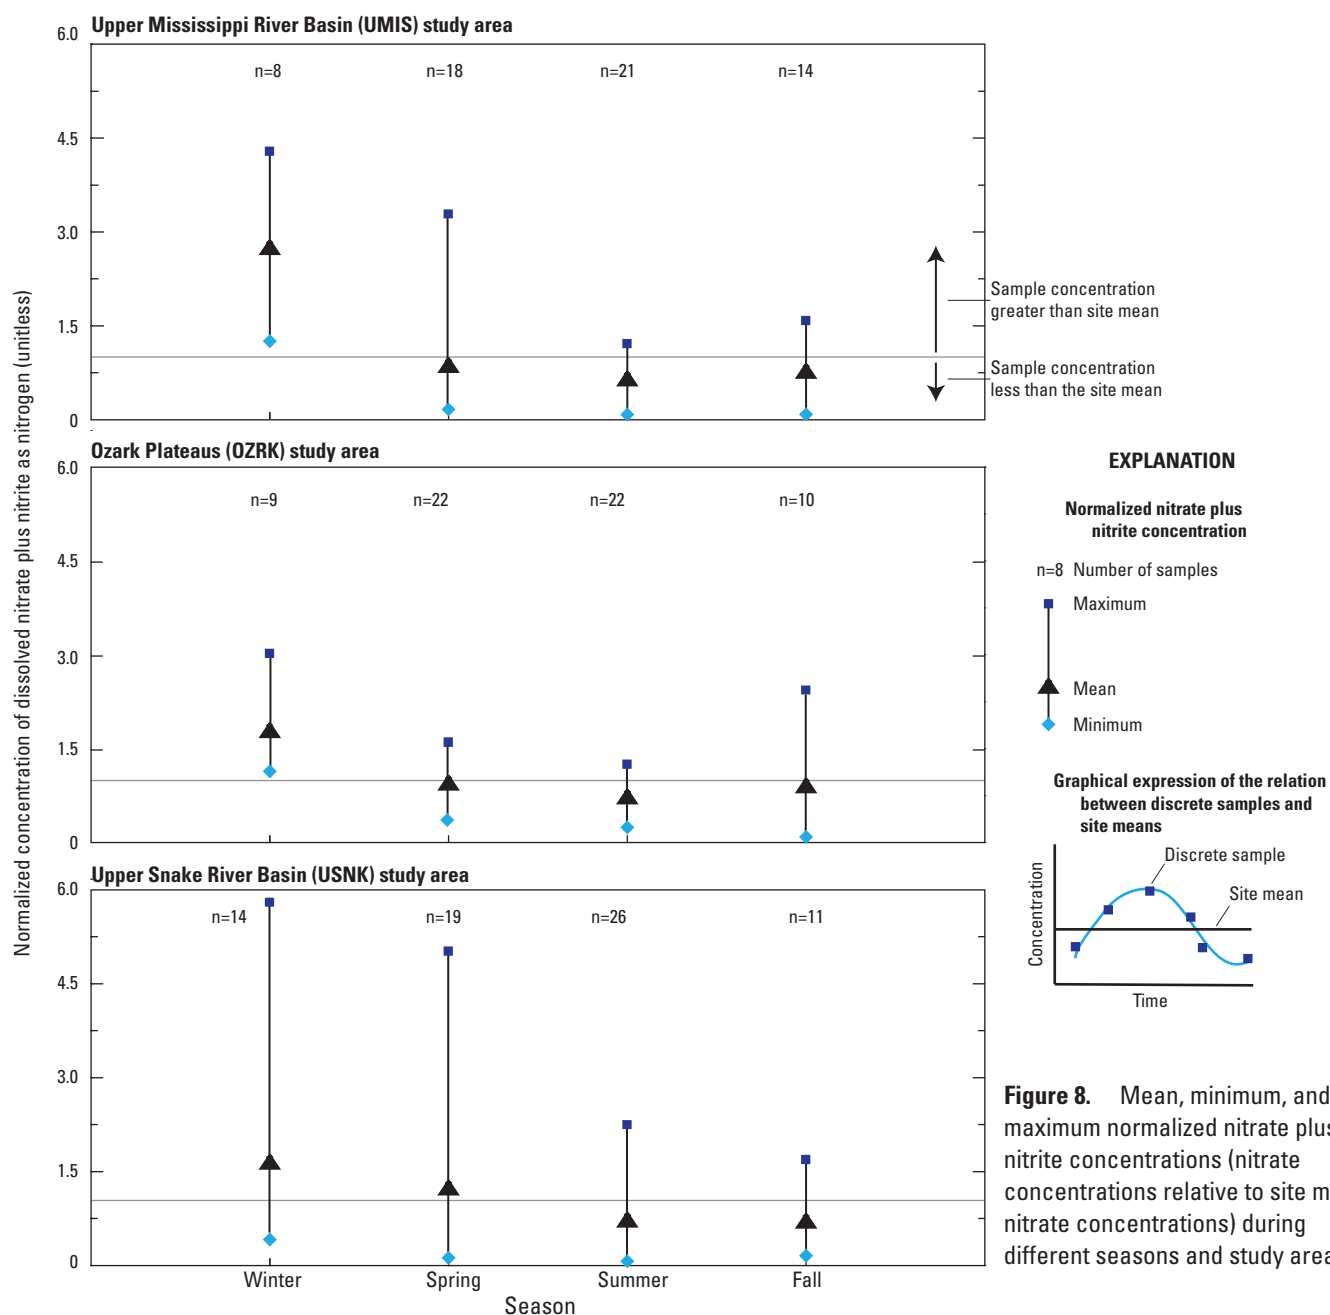 Upper Mississippi River Basin (UMIS) study area
6.0
n=8 n=18 n=21 n=14
4.5
3.0
1.5
0
Sample concentration
greater than site mean
Sample concentration
less than the site mean
Normalized concentration of dissolved nitrate plus nitrite as nitrogen (unitless)
Ozark Plateaus (OZRK) study area
6.0
n=9 n=22 n=22 n=10
4.5
3.0
1.5
0
Upper Snake River Basin (USNK) study area
6.0
n=14 n=19 n=26 n=11
4.5
3.0
1.5
0
Winter Spring Summer Fall
Season
EXPLANATION
Normalized nitrate plus
nitrite concentration
n=8 Number of samples
Maximum
Mean
Minimum
Graphical expression of the relation
between discrete samples and
site means
Discrete sample
Site mean
Concentration
Time
Figure 8. Mean, minimum, and
maximum normalized nitrate plus
nitrite concentrations (nitrate
concentrations relative to site m
nitrate concentrations) during
different seasons and study area